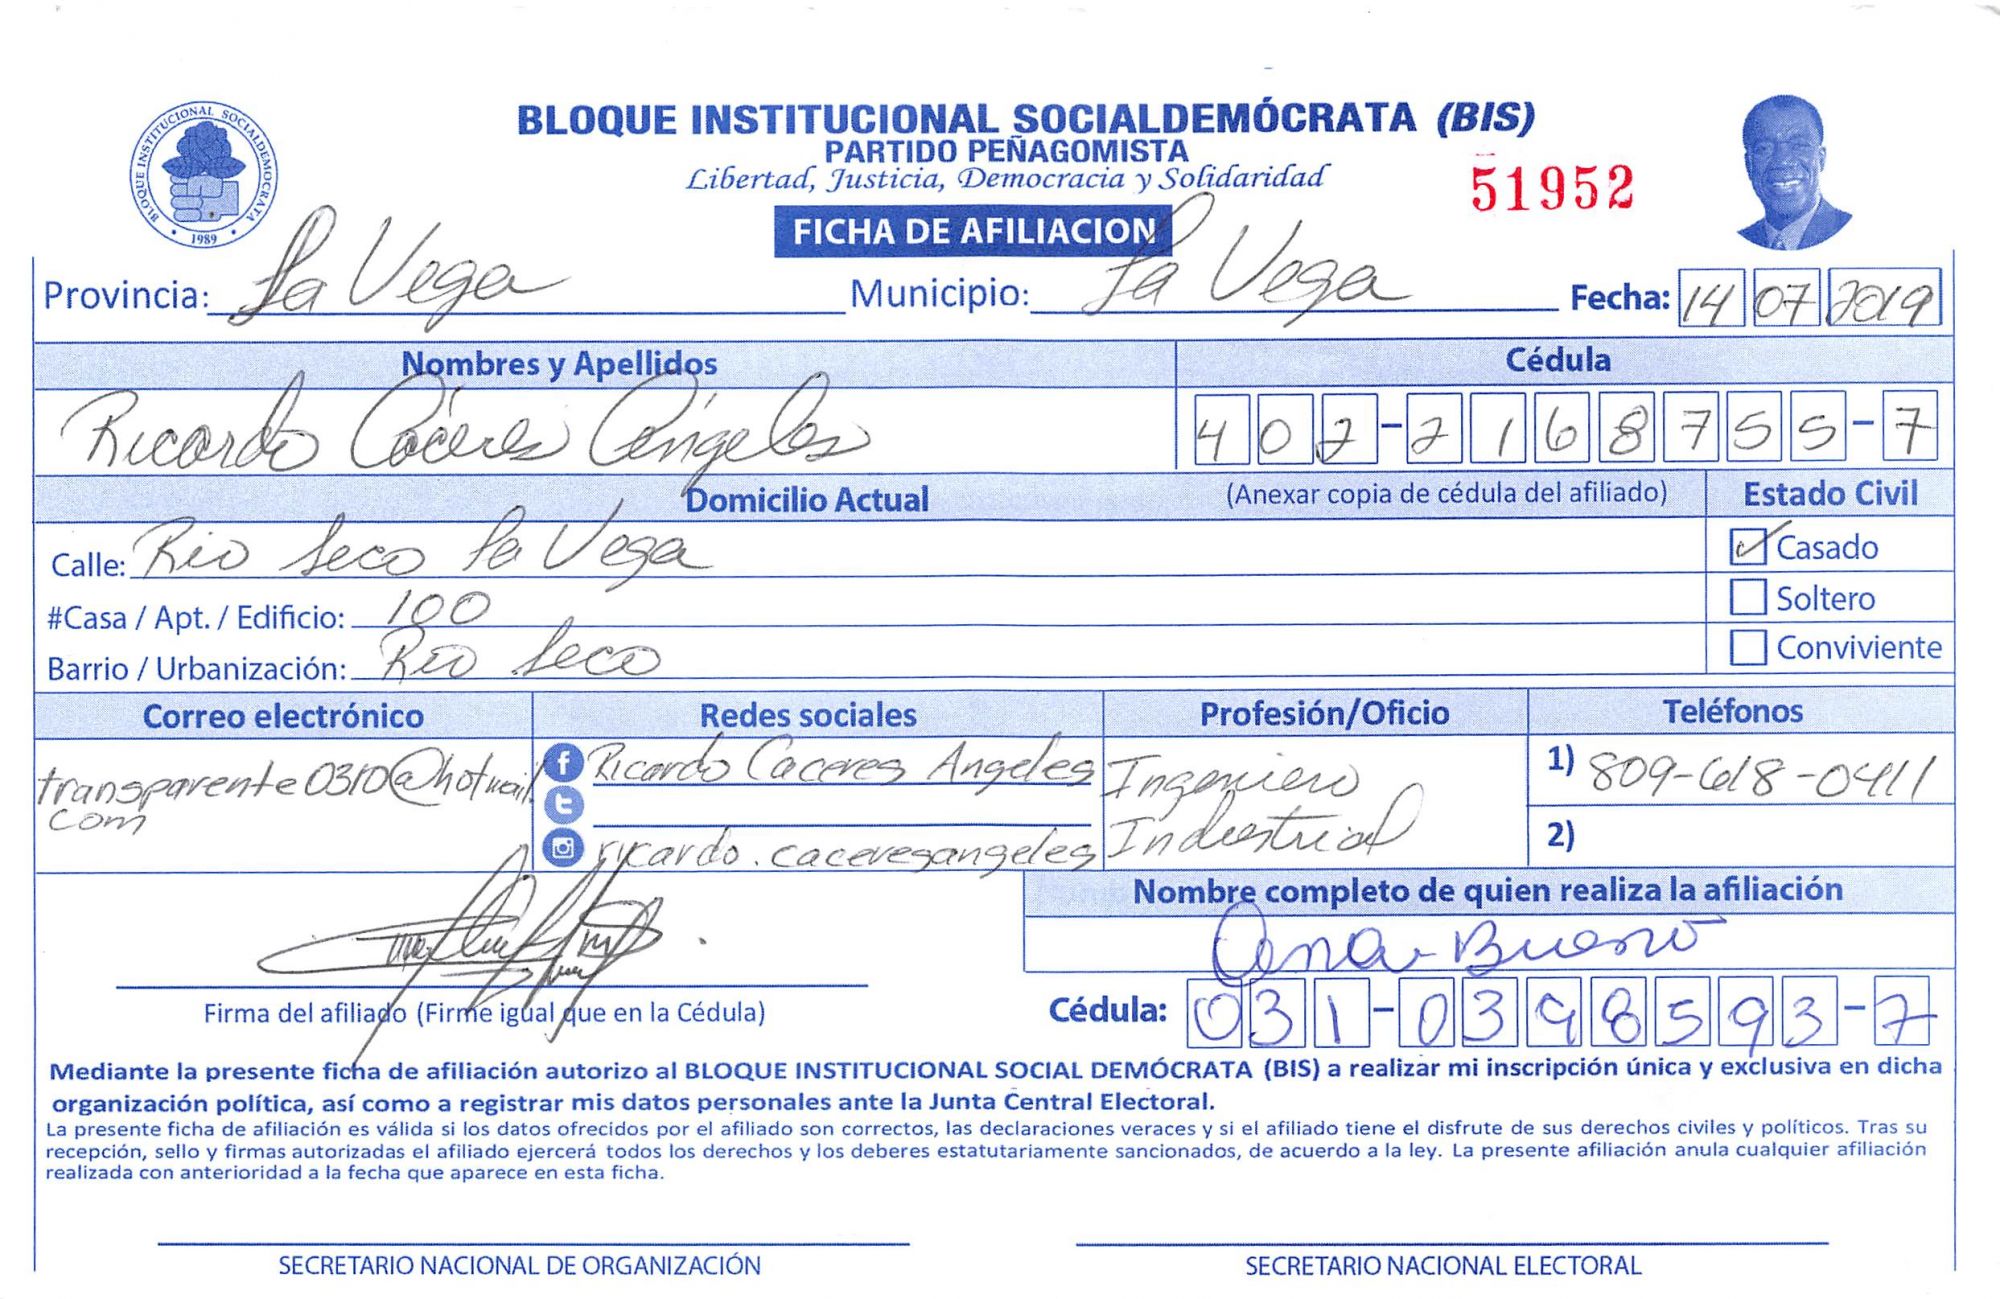 BLOQUE INSTITUCIONAL SOCIALDEMÓCRATA (BIS)
PARTIDO PEÑAGOMISTA
Libertad, Justicia, Democracia y Solidaridad
51952
BLOQUE INSTITUCIONAL SOCIALDEMOCRATA
1989
FICHA DE AFILIACION
Provincia: La Vega Municipio: La Vega Fecha: 14 07 2019
Nombres y Apellidos Cédula
Ricardo Cáceres Ángeles 402-2168755-7
Domicilio Actual (Anexar copia de cédula del afiliado) Estado Civil
Calle: Rio Seco La Vega Casado
#Casa / Apt. / Edificio: 100 Soltero
Barrio / Urbanización: Rio Seco Conviviente
Correo electrónico Redes sociales Profesión/Oficio Teléfonos
transparente0310@hotmail. Ricardo Caceres Angeles Ingeniero 1) 809-618-0411
com ricardo.caceresangeles Industrial 2)
Nombre completo de quien realiza la afiliación
Ana Bueno
Firma del afiliado (Firme igual que en la Cédula) Cédula: 031-0398593-7
Mediante la presente ficha de afiliación autorizo al BLOQUE INSTITUCIONAL SOCIAL DEMÓCRATA (BIS) a realizar mi inscripción única y exclusiva en dicha
organización política, así como a registrar mis datos personales ante la Junta Central Electoral.
La presente ficha de afiliación es válida si los datos ofrecidos por el afiliado son correctos, las declaraciones veraces y si el afiliado tiene el disfrute de sus derechos civiles y políticos. Tras su
recepción, sello y firmas autorizadas el afiliado ejercerá todos los derechos y los deberes estatutariamente sancionados, de acuerdo a la ley. La presente afiliación anula cualquier afiliación
realizada con anterioridad a la fecha que aparece en esta ficha.
SECRETARIO NACIONAL DE ORGANIZACIÓN SECRETARIO NACIONAL ELECTORAL